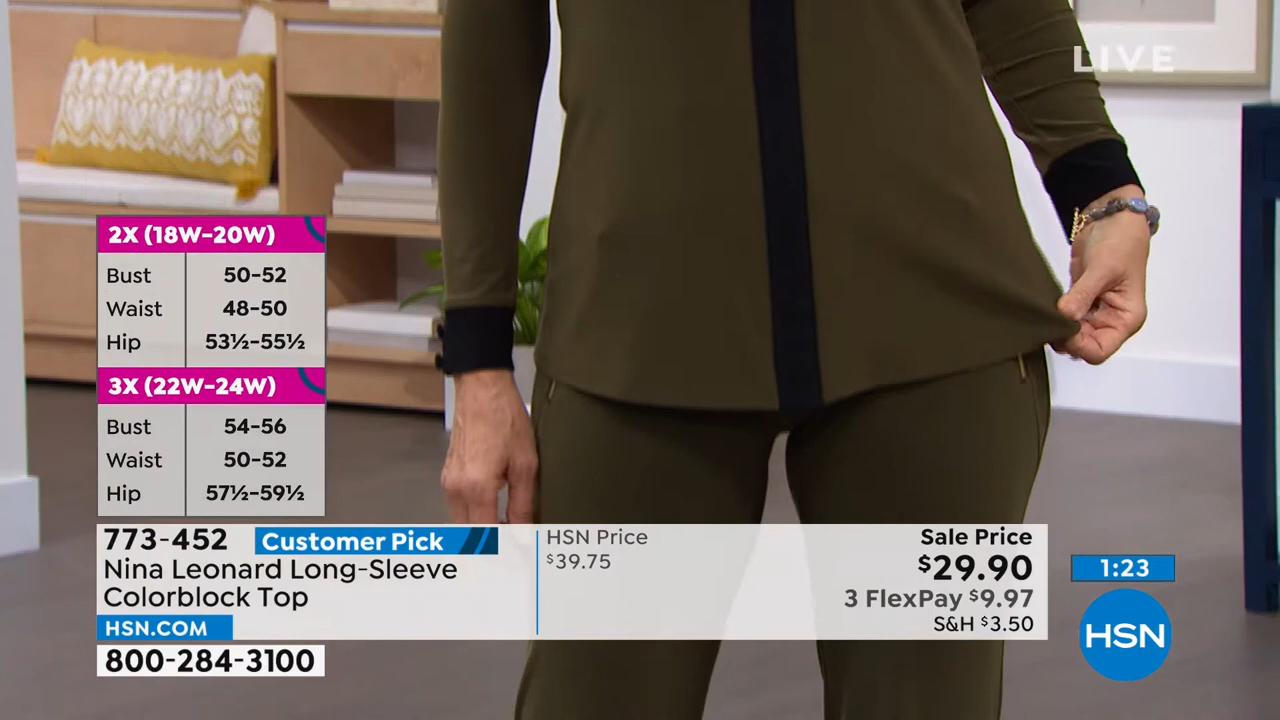 LIVE
2X (18W-20W)
Bust 50-52
Waist 48-50
Hip 53½-55½
3X (22W-24W)
Bust 54-56
Waist 50-52
Hip 57½-59½
773-452 Customer Pick
Nina Leonard Long-Sleeve
Colorblock Top
HSN.COM
800-284-3100
HSN Price
$39.75
Sale Price
$29.90
3 FlexPay $9.97
S&H $3.50
1:23
HSN